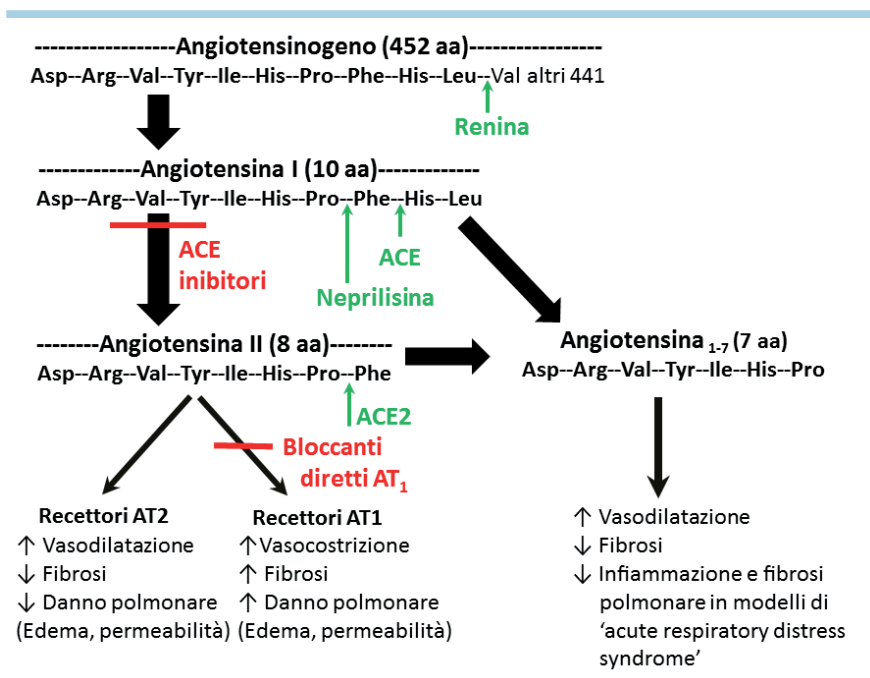 ------------------Angiotensinogeno (452 aa)-----------------
Asp--Arg--Val--Tyr--Ile--His--Pro--Phe--His--Leu--Val altri 441
Renina
-------------Angiotensina I (10 aa)-------------
Asp--Arg--Val--Tyr--Ile--His--Pro--Phe--His--Leu
ACE
inibitori
ACE
Neprilisina
--------Angiotensina II (8 aa)--------
Asp--Arg--Val--Tyr--Ile--His--Pro--Phe
Angiotensina 1-7 (7 aa)
Asp--Arg--Val--Tyr--Ile--His--Pro
ACE2
Bloccanti
diretti AT1
Recettori AT2
↑ Vasodilatazione
↓ Fibrosi
↓ Danno polmonare
(Edema, permeabilità)
Recettori AT1
↑Vasocostrizione
↑ Fibrosi
↑ Danno polmonare
(Edema, permeabilità)
↑ Vasodilatazione
↓ Fibrosi
↓ Infiammazione e fibrosi
polmonare in modelli di
‘acute respiratory distress
syndrome’